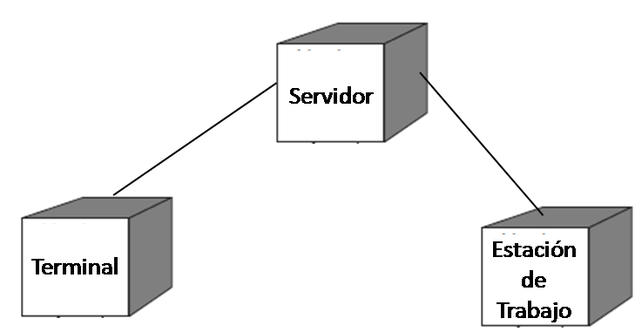 Servidor
Terminal
Estación
de
Trabajo